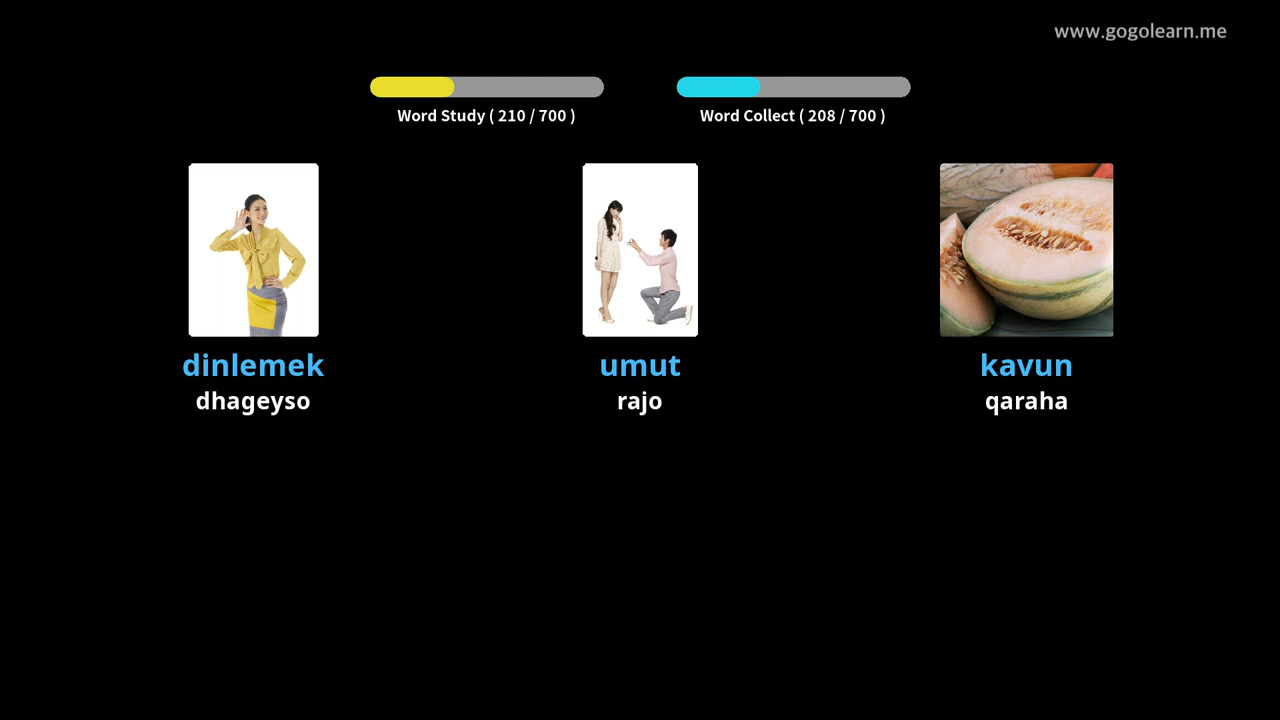 www.gogolearn.me
Word Study ( 210 / 700 )
Word Collect ( 208 / 700 )
dinlemek
dhageyso
umut
rajo
kavun
qaraha